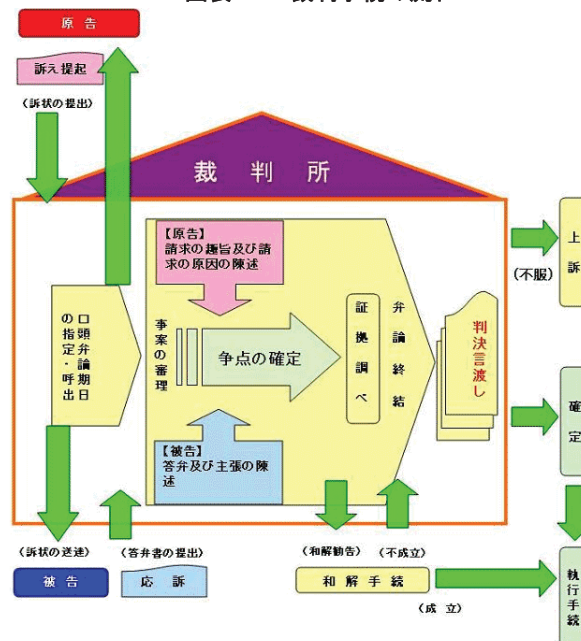 原告
訴え提起
(訴状の提出)
裁判所
【原告】
請求の趣旨及び請
求の原因の陳述
上訴
(不服)
口頭弁論期日
の指定・呼出
事案の審理
争点の確定
証拠調べ
弁論終結
判決言渡し
確定
【被告】
答弁及び主張の陳
述
(訴状の送達)
(答弁書の提出)
(和解勧告)
(不成立)
被告
応訴
和解手続
(成立)
執行手続